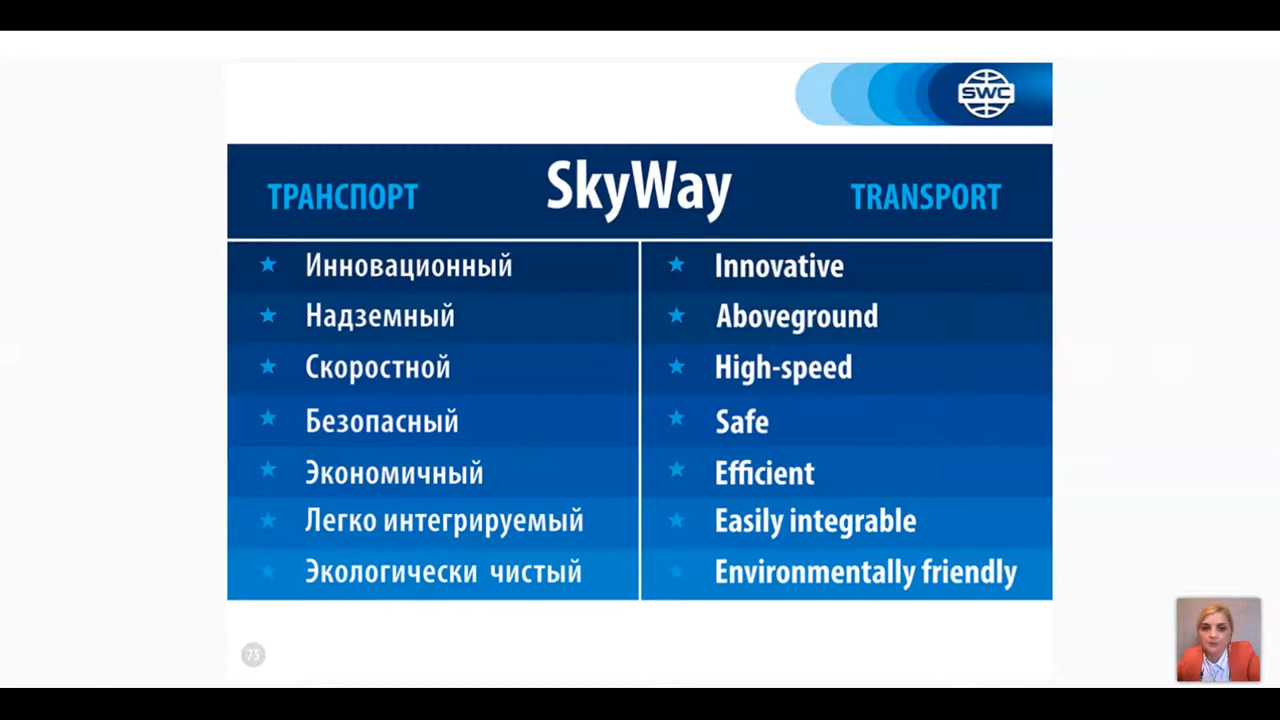 SWC
ТРАНСПОРТ SkyWay TRANSPORT
Инновационный Innovative
Надземный Aboveground
Скоростной High-speed
Безопасный Safe
Экономичный Efficient
Легко интегрируемый Easily integrable
Экологически чистый Environmentally friendly
75